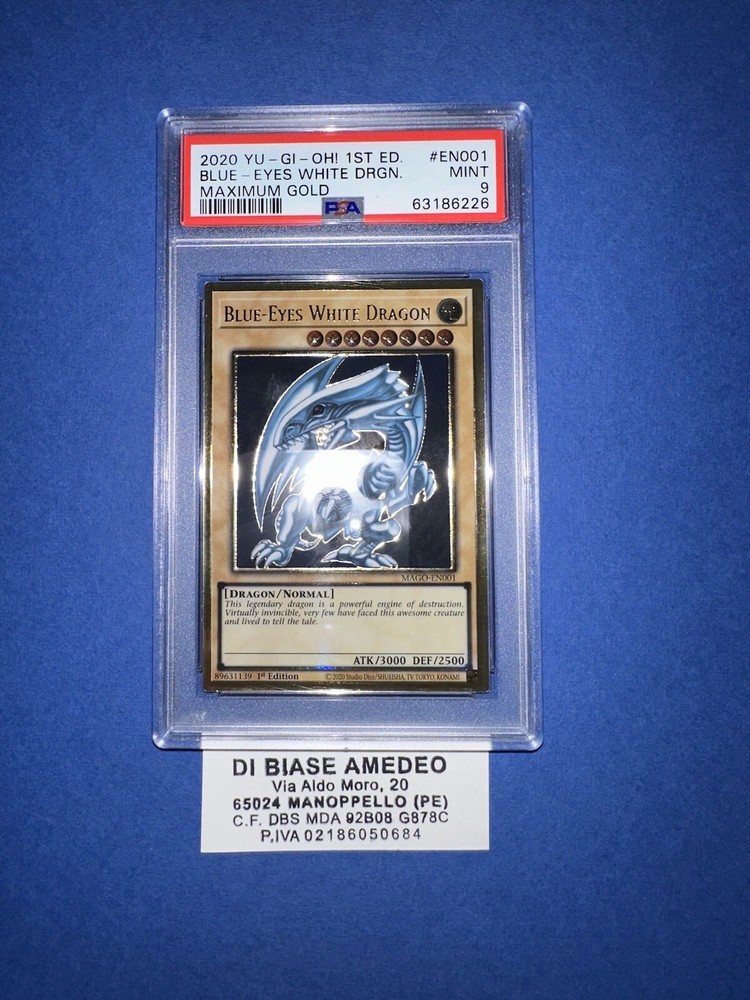 2020 YU-GI-OH! 1ST ED. #EN001
BLUE-EYES WHITE DRGN. MINT
MAXIMUM GOLD 9
PSA 63186226
BLUE-EYES WHITE DRAGON
MAGO-EN001
[DRAGON/NORMAL]
This legendary dragon is a powerful engine of destruction.
Virtually invincible, very few have faced this awesome creature
and lived to tell the tale.
ATK/3000 DEF/2500
89631139 1st Edition ©2020 Studio Dice/SHUEISHA, TV TOKYO, KONAMI
DI BIASE AMEDEO
Via Aldo Moro, 20
65024 MANOPPELLO (PE)
C.F. DBS MDA 92B08 G878C
P.IVA 02186050684